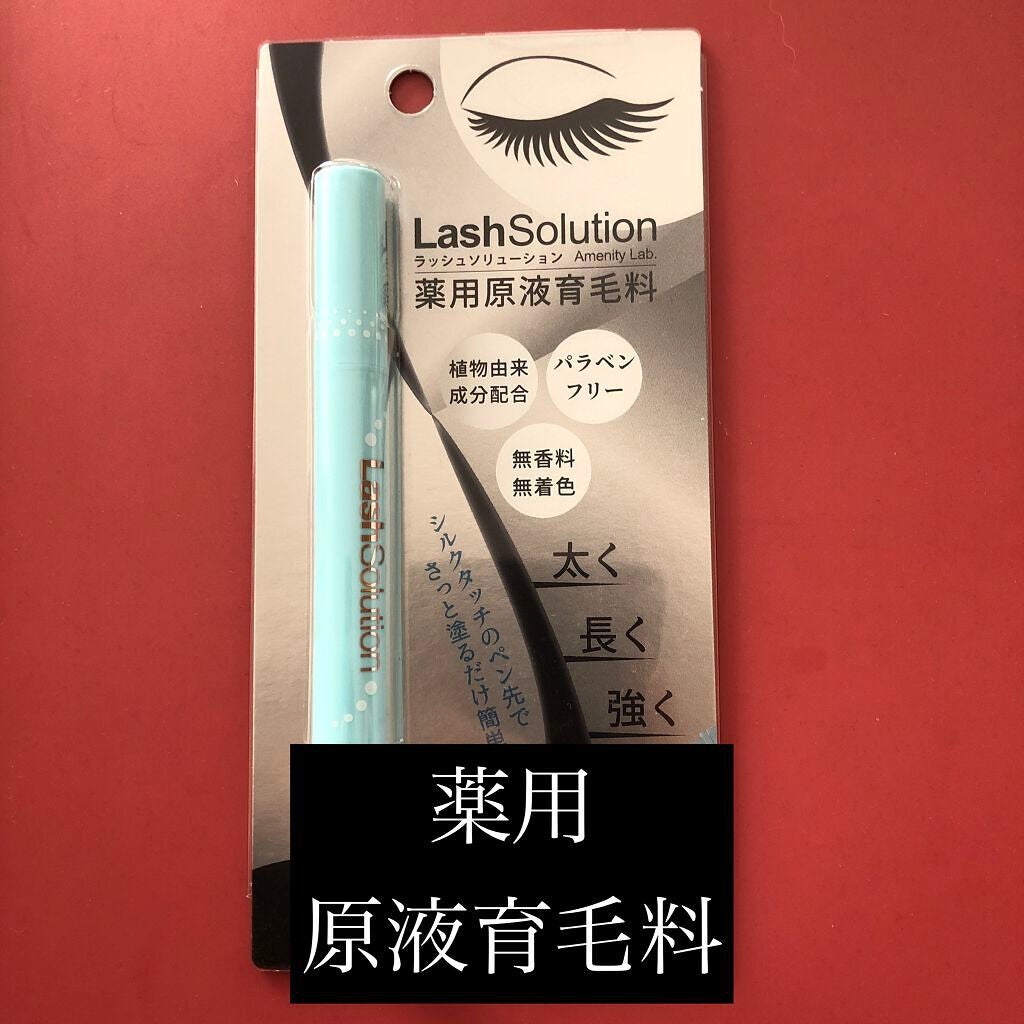 LashSolution
ラッシュソリューション Amenity Lab.
薬用原液育毛料
植物由来
成分配合
パラベン
フリー
無香料
無着色
LashSolution
シルクタッチのペン先で
さっと塗るだけ簡単
太く
長く
強く
薬用
原液育毛料